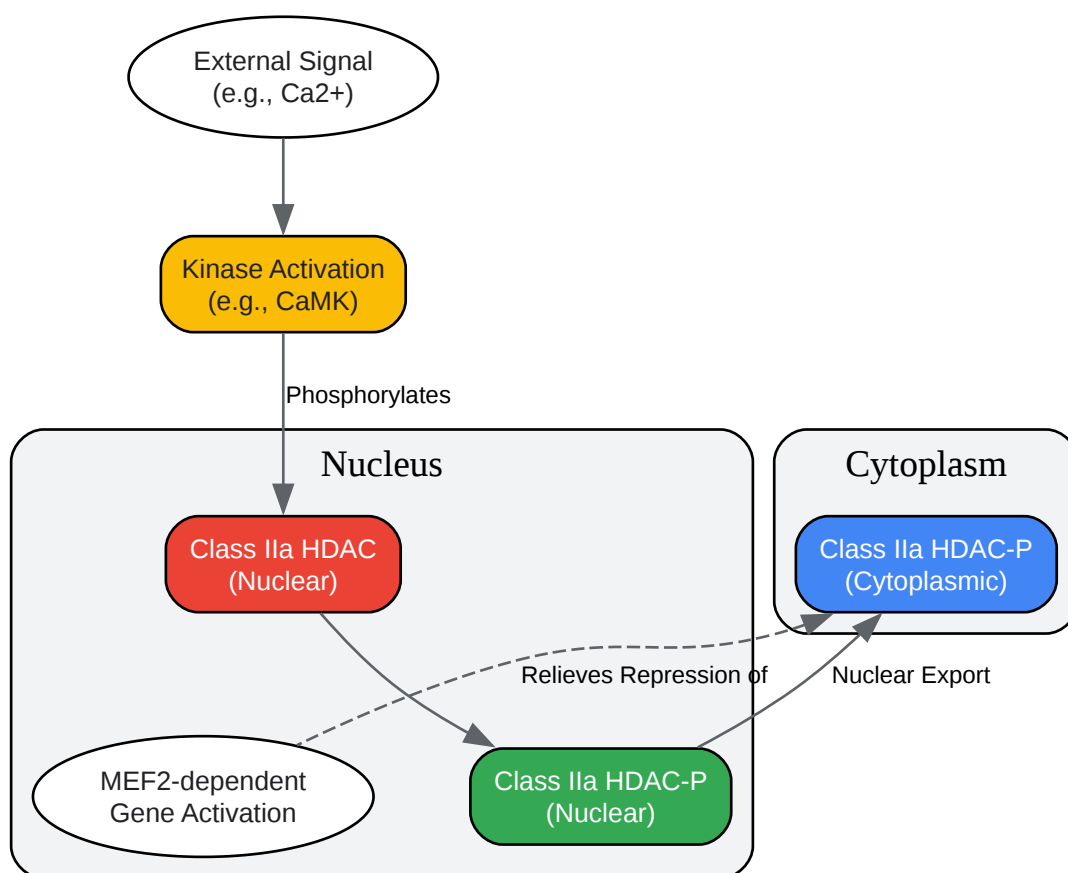 External Signal
(e.g., Ca2+)
Kinase Activation
(e.g., CaMK)
Phosphorylates
Nucleus
Cytoplasm
Class IIa HDAC
(Nuclear)
Class IIa HDAC-P
(Cytoplasmic)
Relieves Repression of
Nuclear Export
MEF2-dependent
Gene Activation
Class IIa HDAC-P
(Nuclear)